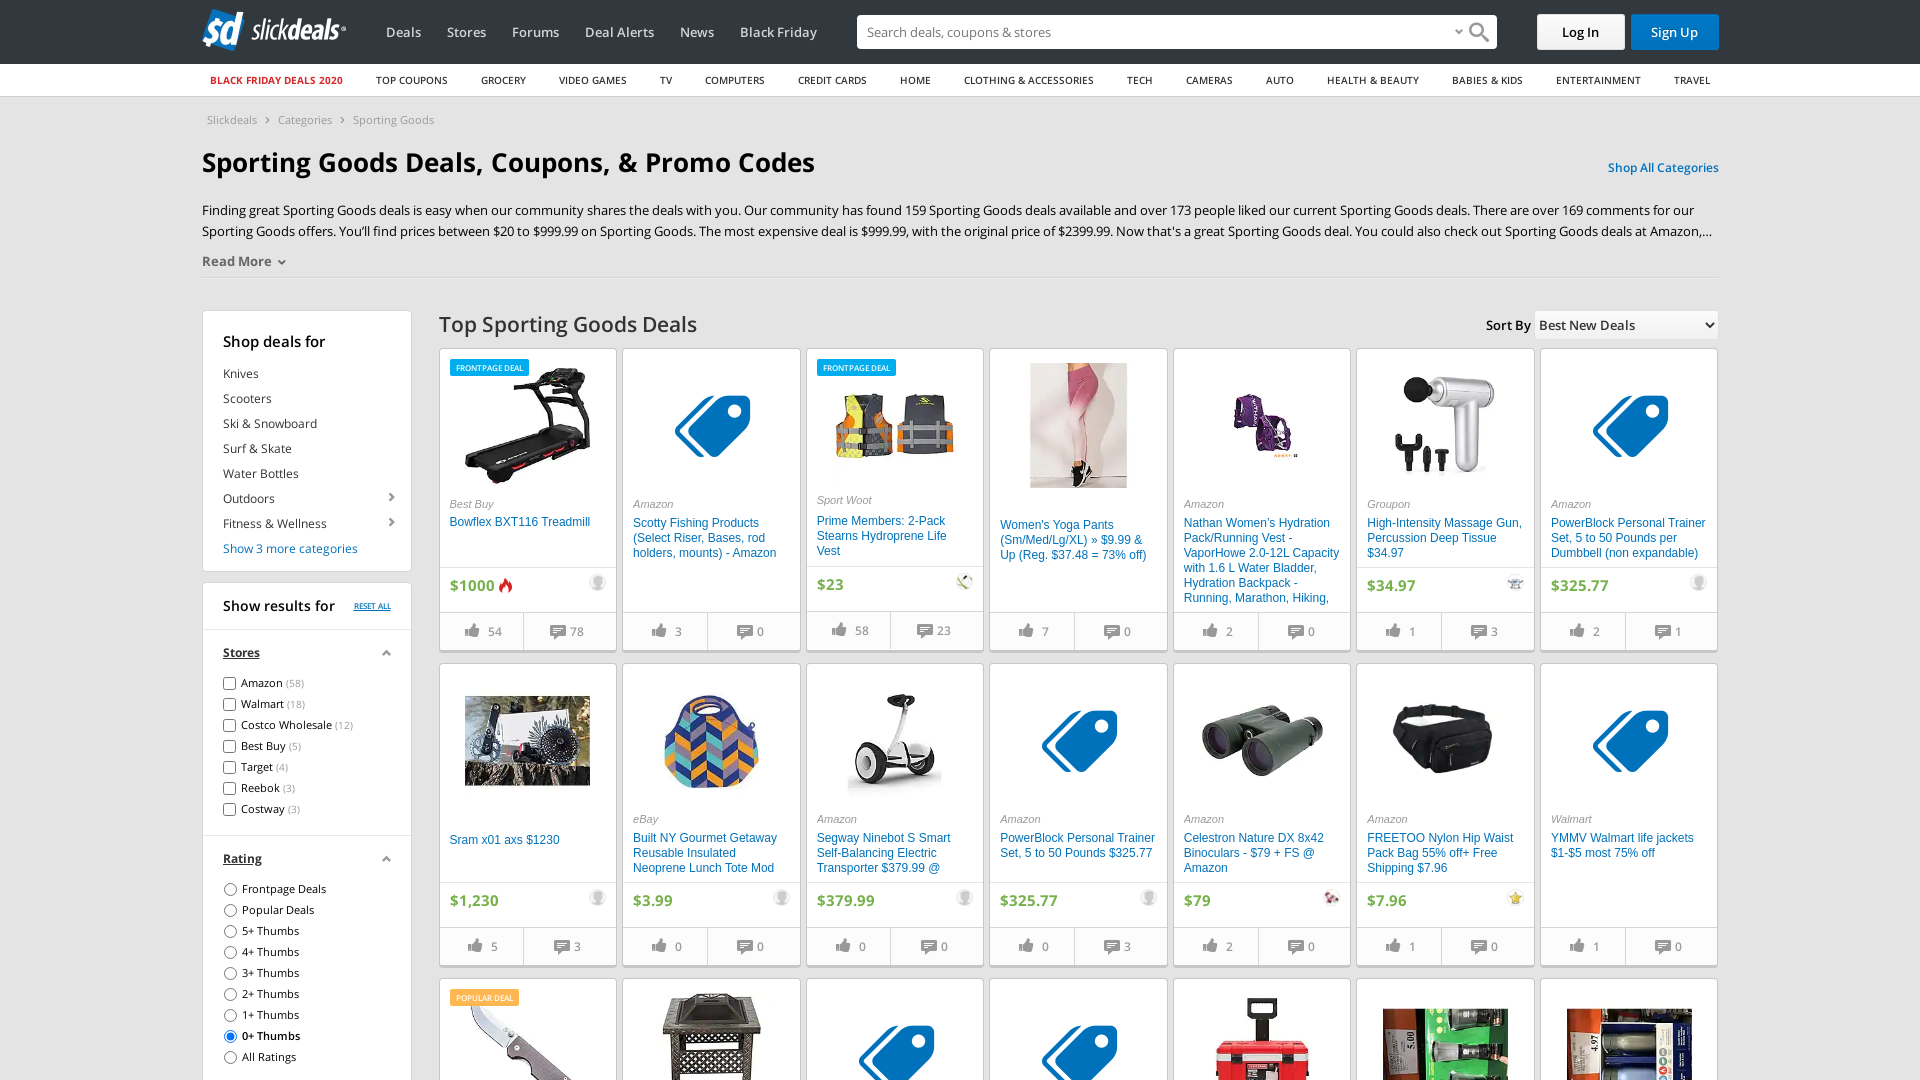 sd slickdeals
Deals
Stores
Forums
Deal Alerts
News
Black Friday
Search deals, coupons & stores
Log In
Sign Up
BLACK FRIDAY DEALS 2020
TOP COUPONS
GROCERY
VIDEO GAMES
TV
COMPUTERS
CREDIT CARDS
HOME
CLOTHING & ACCESSORIES
TECH
CAMERAS
AUTO
HEALTH & BEAUTY
BABIES & KIDS
ENTERTAINMENT
TRAVEL
Slickdeals > Categories > Sporting Goods
Sporting Goods Deals, Coupons, & Promo Codes
Shop All Categories
Finding great Sporting Goods deals is easy when our community shares the deals with you. Our community has found 159 Sporting Goods deals available and over 173 people liked our current Sporting Goods deals. There are over 169 comments for our
Sporting Goods offers. You'll find prices between $20 to $999.99 on Sporting Goods. The most expensive deal is $999.99, with the original price of $2399.99. Now that's a great Sporting Goods deal. You could also check out Sporting Goods deals at Amazon,...
Read More
Shop deals for
Knives
Scooters
Ski & Snowboard
Surf & Skate
Water Bottles
Outdoors
Fitness & Wellness
Show 3 more categories
Show results for
RESET ALL
Stores
Amazon (58)
Walmart (18)
Costco Wholesale (12)
Best Buy (5)
Target (4)
Reebok (3)
Costway (3)
Rating
Frontpage Deals
Popular Deals
5+ Thumbs
4+ Thumbs
3+ Thumbs
2+ Thumbs
1+ Thumbs
0+ Thumbs
All Ratings
Top Sporting Goods Deals
Sort By
Best New Deals
FRONTPAGE DEAL
Best Buy
Bowflex BXT116 Treadmill
$1000
54
78
Amazon
Scotty Fishing Products
(Select Riser, Bases, rod
holders, mounts) - Amazon
3
0
FRONTPAGE DEAL
Sport Woot
Prime Members: 2-Pack
Stearns Hydroprene Life
Vest
$23
58
23
Women's Yoga Pants
(Sm/Med/Lg/XL) » $9.99 &
Up (Reg. $37.48 = 73% off)
7
0
Amazon
Nathan Women's Hydration
Pack/Running Vest -
VaporHowe 2.0-12L Capacity
with 1.6 L Water Bladder,
Hydration Backpack -
Running, Marathon, Hiking,
2
0
Groupon
High-Intensity Massage Gun,
Percussion Deep Tissue
$34.97
$34.97
1
3
Amazon
PowerBlock Personal Trainer
Set, 5 to 50 Pounds per
Dumbbell (non expandable)
$325.77
2
1
Sram x01 axs $1230
$1,230
5
3
eBay
Built NY Gourmet Getaway
Reusable Insulated
Neoprene Lunch Tote Mod
$3.99
0
0
Amazon
Segway Ninebot S Smart
Self-Balancing Electric
Transporter $379.99 @
$379.99
0
0
Amazon
PowerBlock Personal Trainer
Set, 5 to 50 Pounds $325.77
$325.77
0
3
Amazon
Celestron Nature DX 8x42
Binoculars - $79 + FS @
Amazon
$79
2
0
Amazon
FREETOO Nylon Hip Waist
Pack Bag 55% off+ Free
Shipping $7.96
$7.96
1
0
Walmart
YMMV Walmart life jackets
$1-$5 most 75% off
1
0
POPULAR DEAL
5.00
4.97